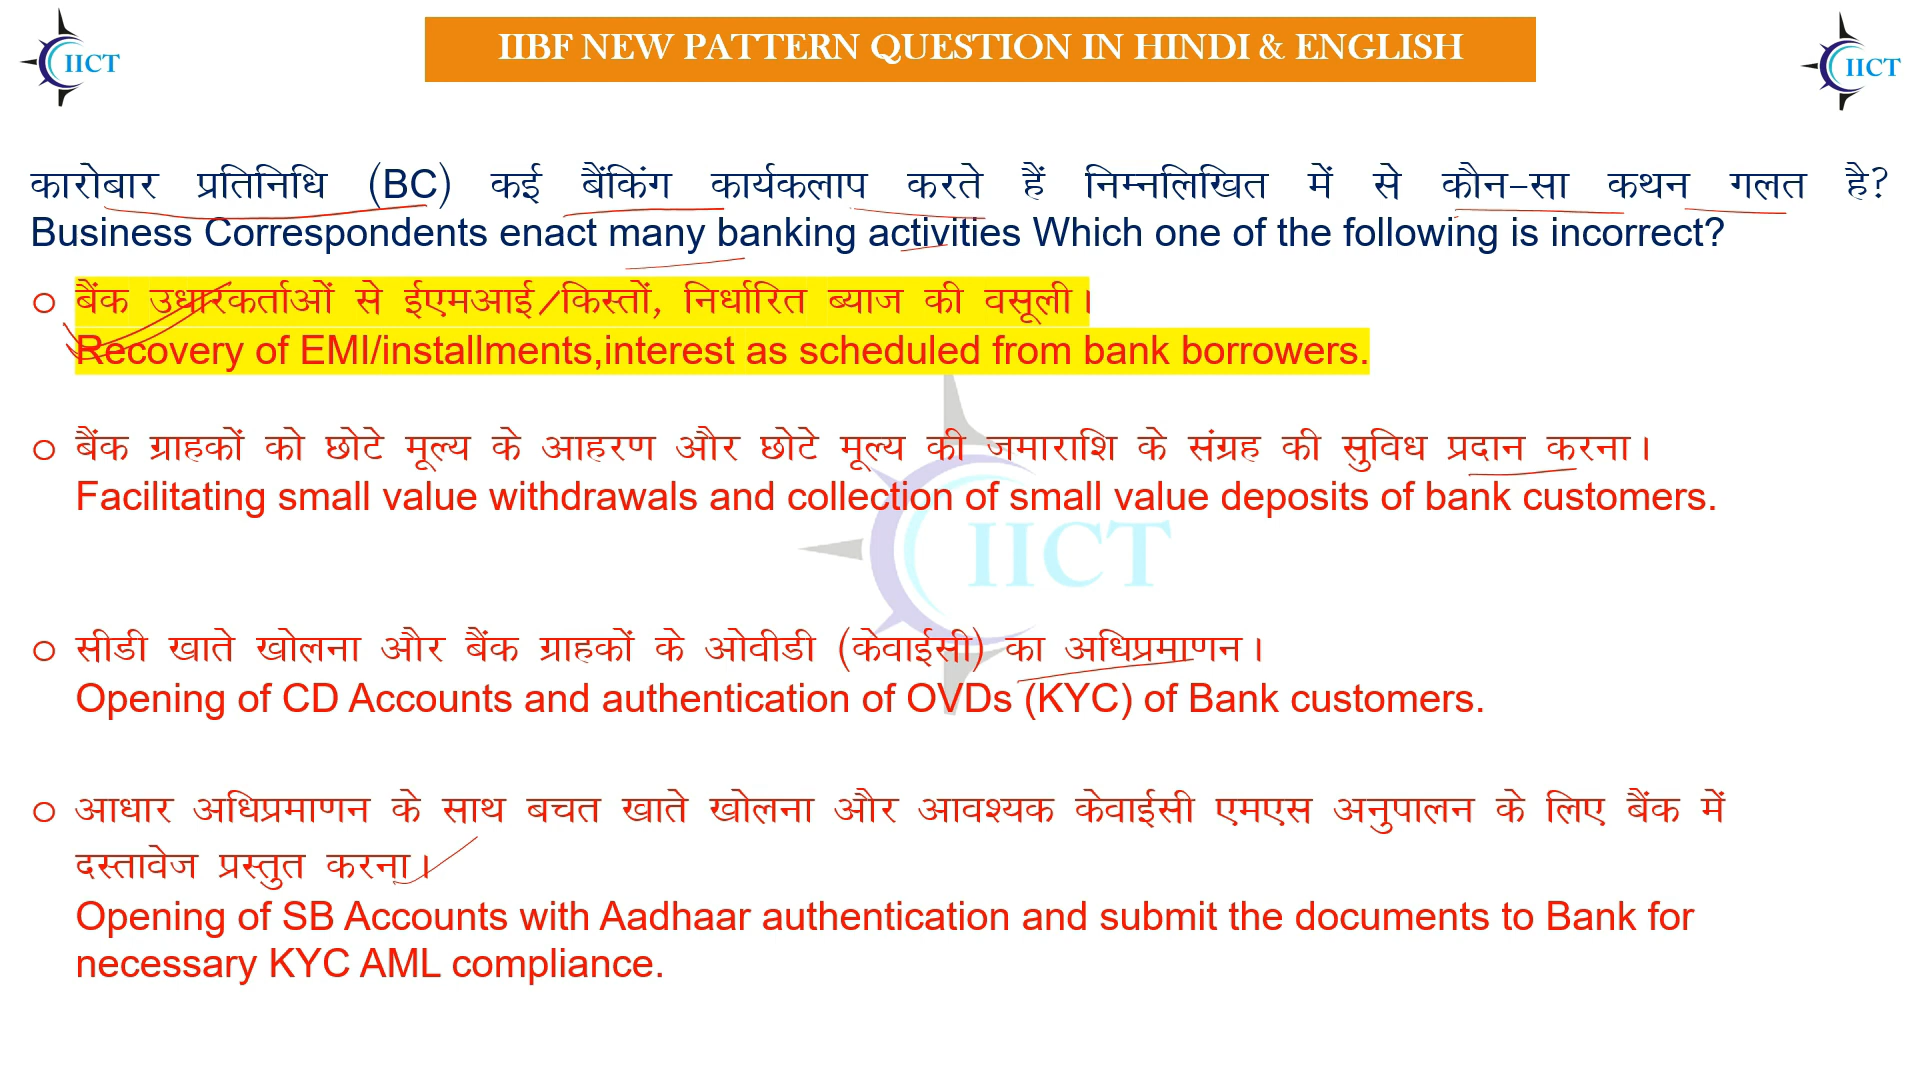 IICT
IIBF NEW PATTERN QUESTION IN HINDI & ENGLISH
IICT
कारोबार प्रतिनिधि (BC) कई बैंकिंग कार्यकलाप करते हैं निम्नलिखित में से कौन-सा कथन गलत है?
Business Correspondents enact many banking activities Which one of the following is incorrect?
बैंक उधारकर्ताओं से ईएमआई/किस्तों, निर्धारित ब्याज की वसूली।
Recovery of EMI/installments,interest as scheduled from bank borrowers.
बैंक ग्राहकों को छोटे मूल्य के आहरण और छोटे मूल्य की जमाराशि के संग्रह की सुविध प्रदान करना।
Facilitating small value withdrawals and collection of small value deposits of bank customers.
IICT
सीडी खाते खोलना और बैंक ग्राहकों के ओवीडी (केवाईसी) का अधिप्रमाणन।
Opening of CD Accounts and authentication of OVDs (KYC) of Bank customers.
आधार अधिप्रमाणन के साथ बचत खाते खोलना और आवश्यक केवाईसी एमएस अनुपालन के लिए बैंक में
दस्तावेज प्रस्तुत करना।
Opening of SB Accounts with Aadhaar authentication and submit the documents to Bank for
necessary KYC AML compliance.